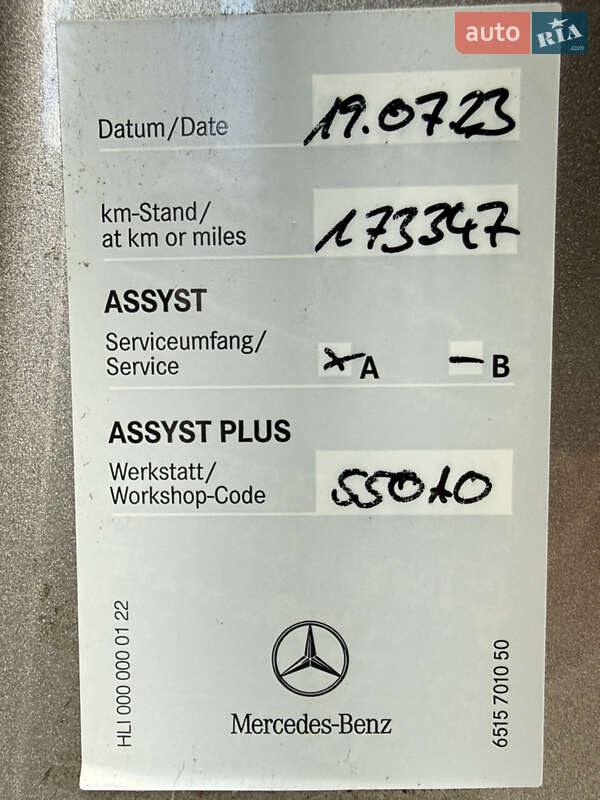 auto RIA .com
Datum/Date 19.07.23
km-Stand/
at km or miles 173347
ASSYST
Serviceumfang/
Service x A – B
ASSYST PLUS
Werkstatt/
Workshop-Code 55010
HLI 000 000 01 22
Mercedes-Benz
6515 7010 50